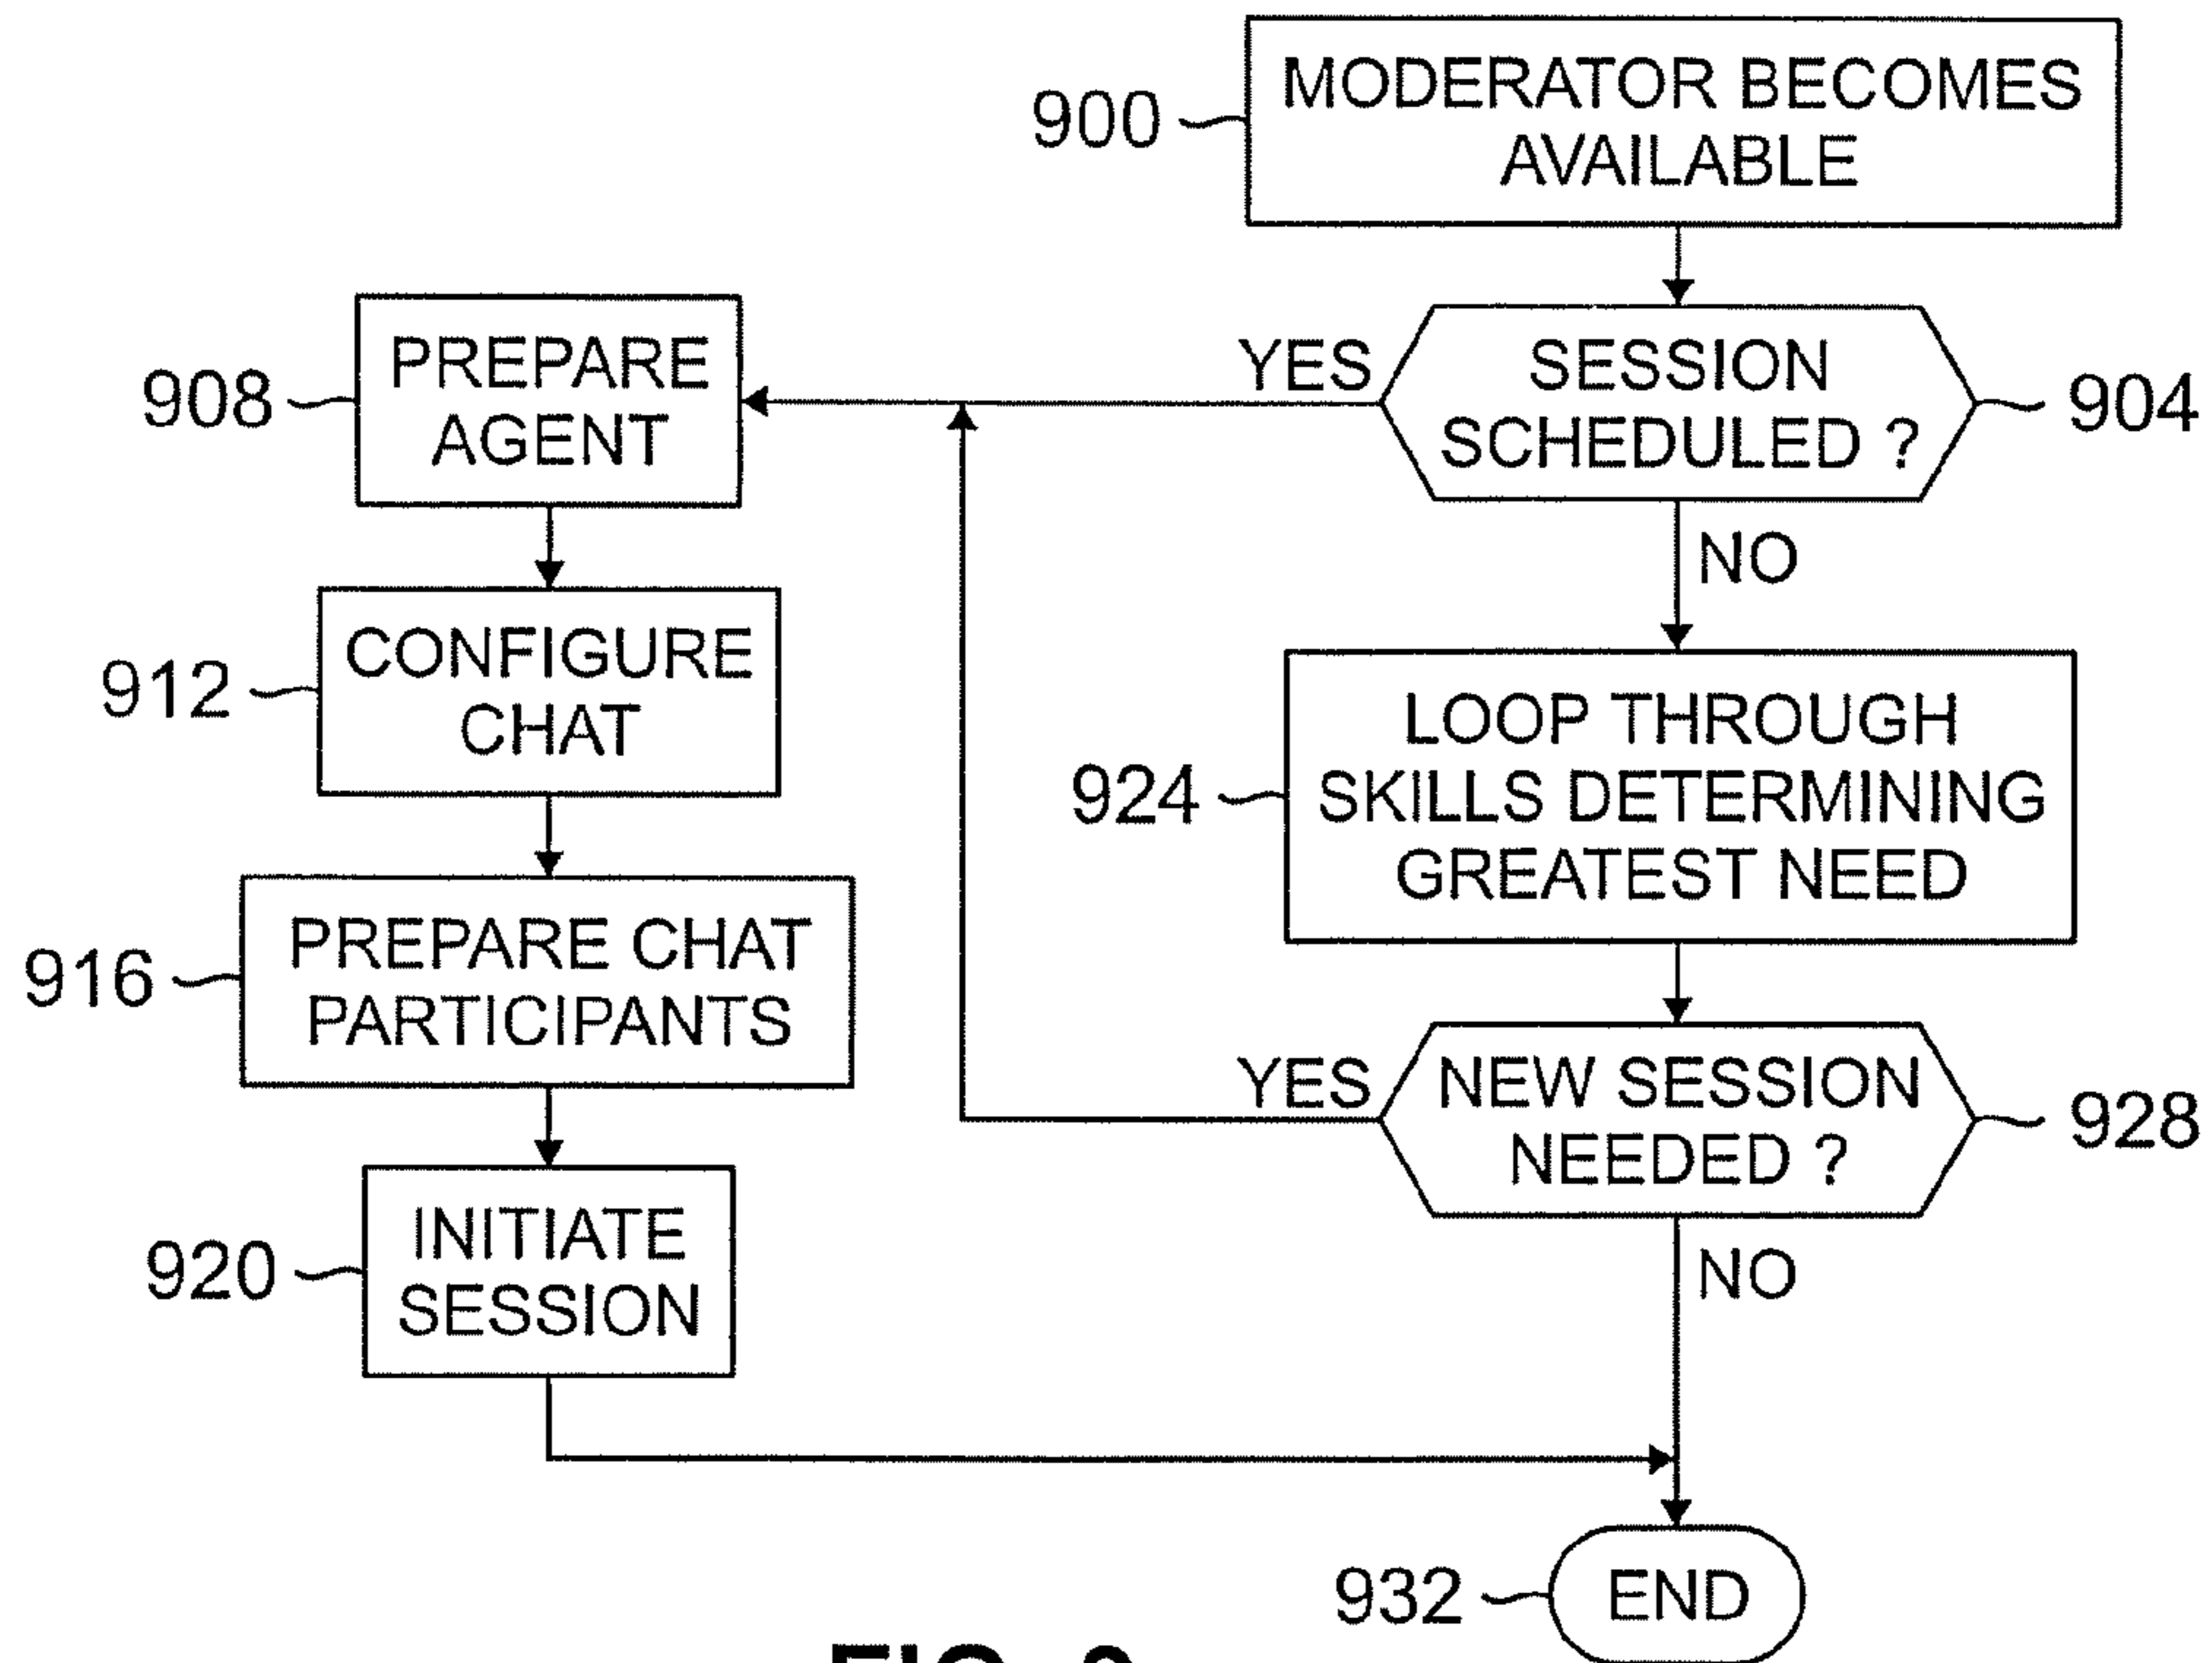 MODERATOR BECOMES
AVAILABLE
900
SESSION
SCHEDULED ?
904
YES
NO
PREPARE
AGENT
908
CONFIGURE
CHAT
912
PREPARE CHAT
PARTICIPANTS
916
INITIATE
SESSION
920
LOOP THROUGH
SKILLS DETERMINING
GREATEST NEED
924
NEW SESSION
NEEDED ?
928
YES
NO
END
932
FIG.